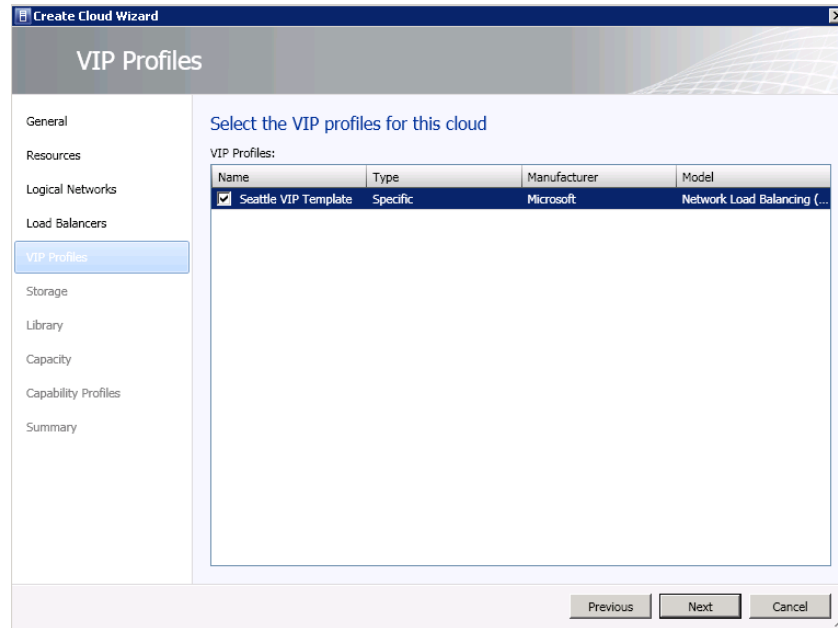 Create Cloud Wizard
VIP Profiles
General
Resources
Logical Networks
Load Balancers
VIP Profiles
Storage
Library
Capacity
Capability Profiles
Summary
Select the VIP profiles for this cloud
VIP Profiles:
Name Type Manufacturer Model
Seattle VIP Template Specific Microsoft Network Load Balancing (...
Previous Next Cancel